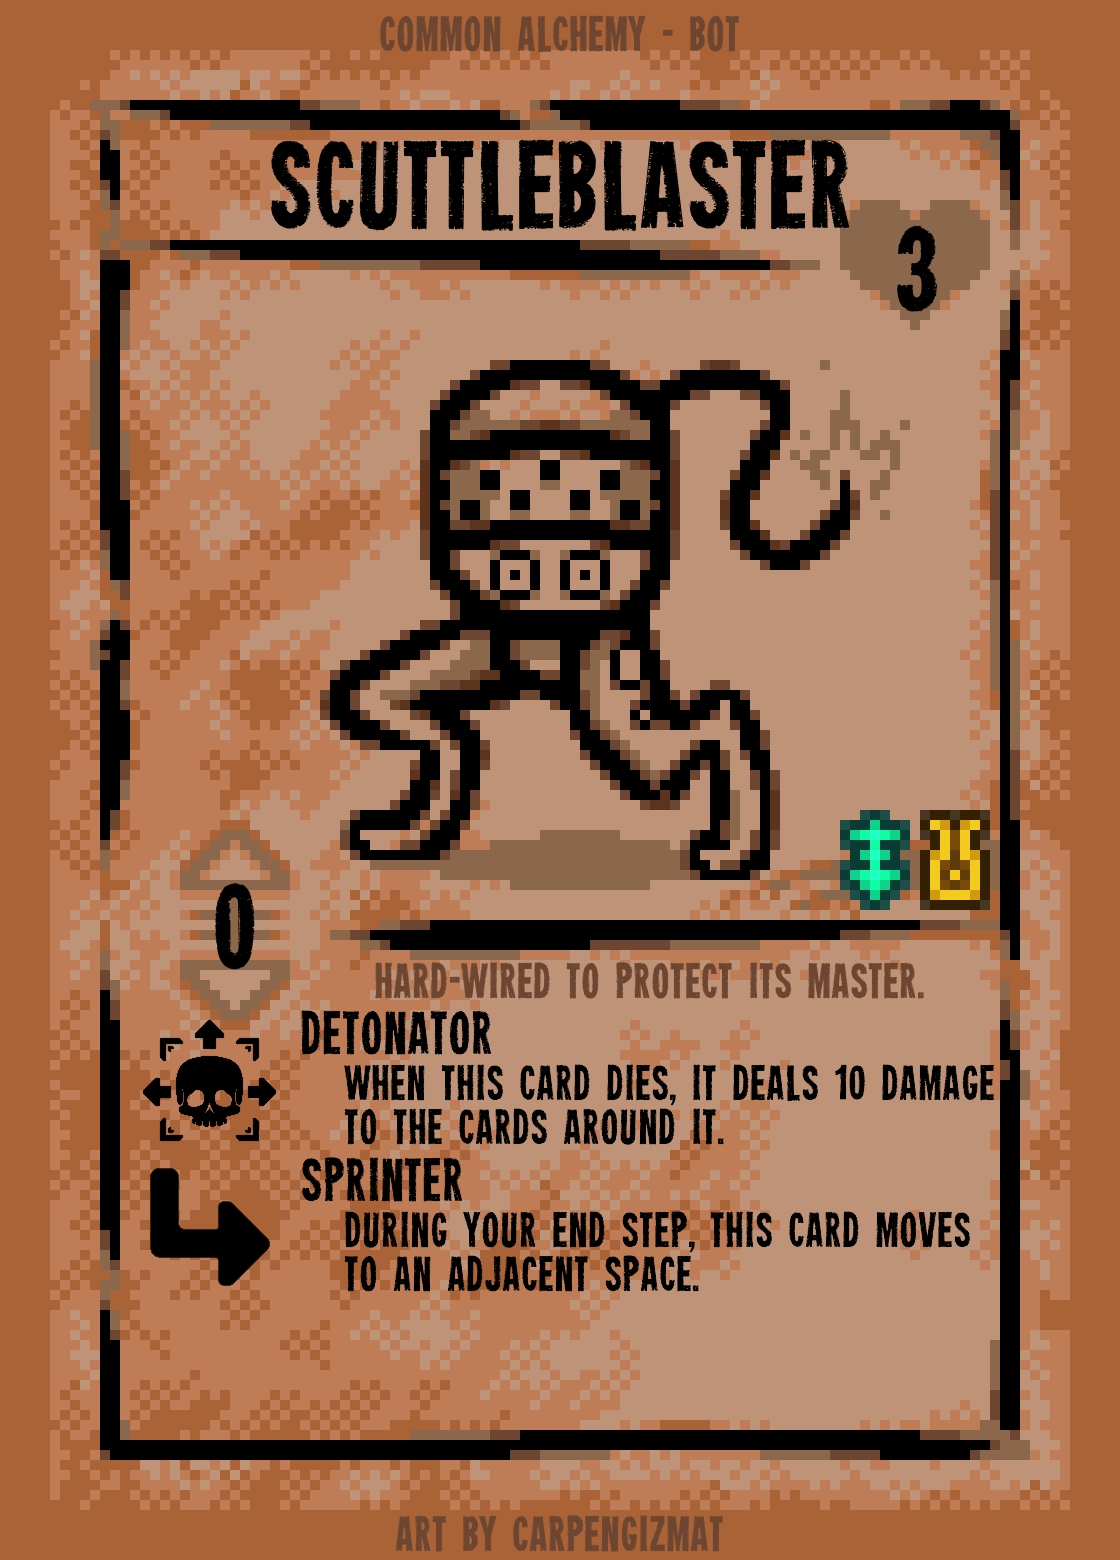 COMMON ALCHEMY - BOT
SCUTTLEBLASTER
3
0
HARD-WIRED TO PROTECT ITS MASTER.
DETONATOR
WHEN THIS CARD DIES, IT DEALS 10 DAMAGE
TO THE CARDS AROUND IT.
SPRINTER
DURING YOUR END STEP, THIS CARD MOVES
TO AN ADJACENT SPACE.
ART BY CARPENGIZMAT